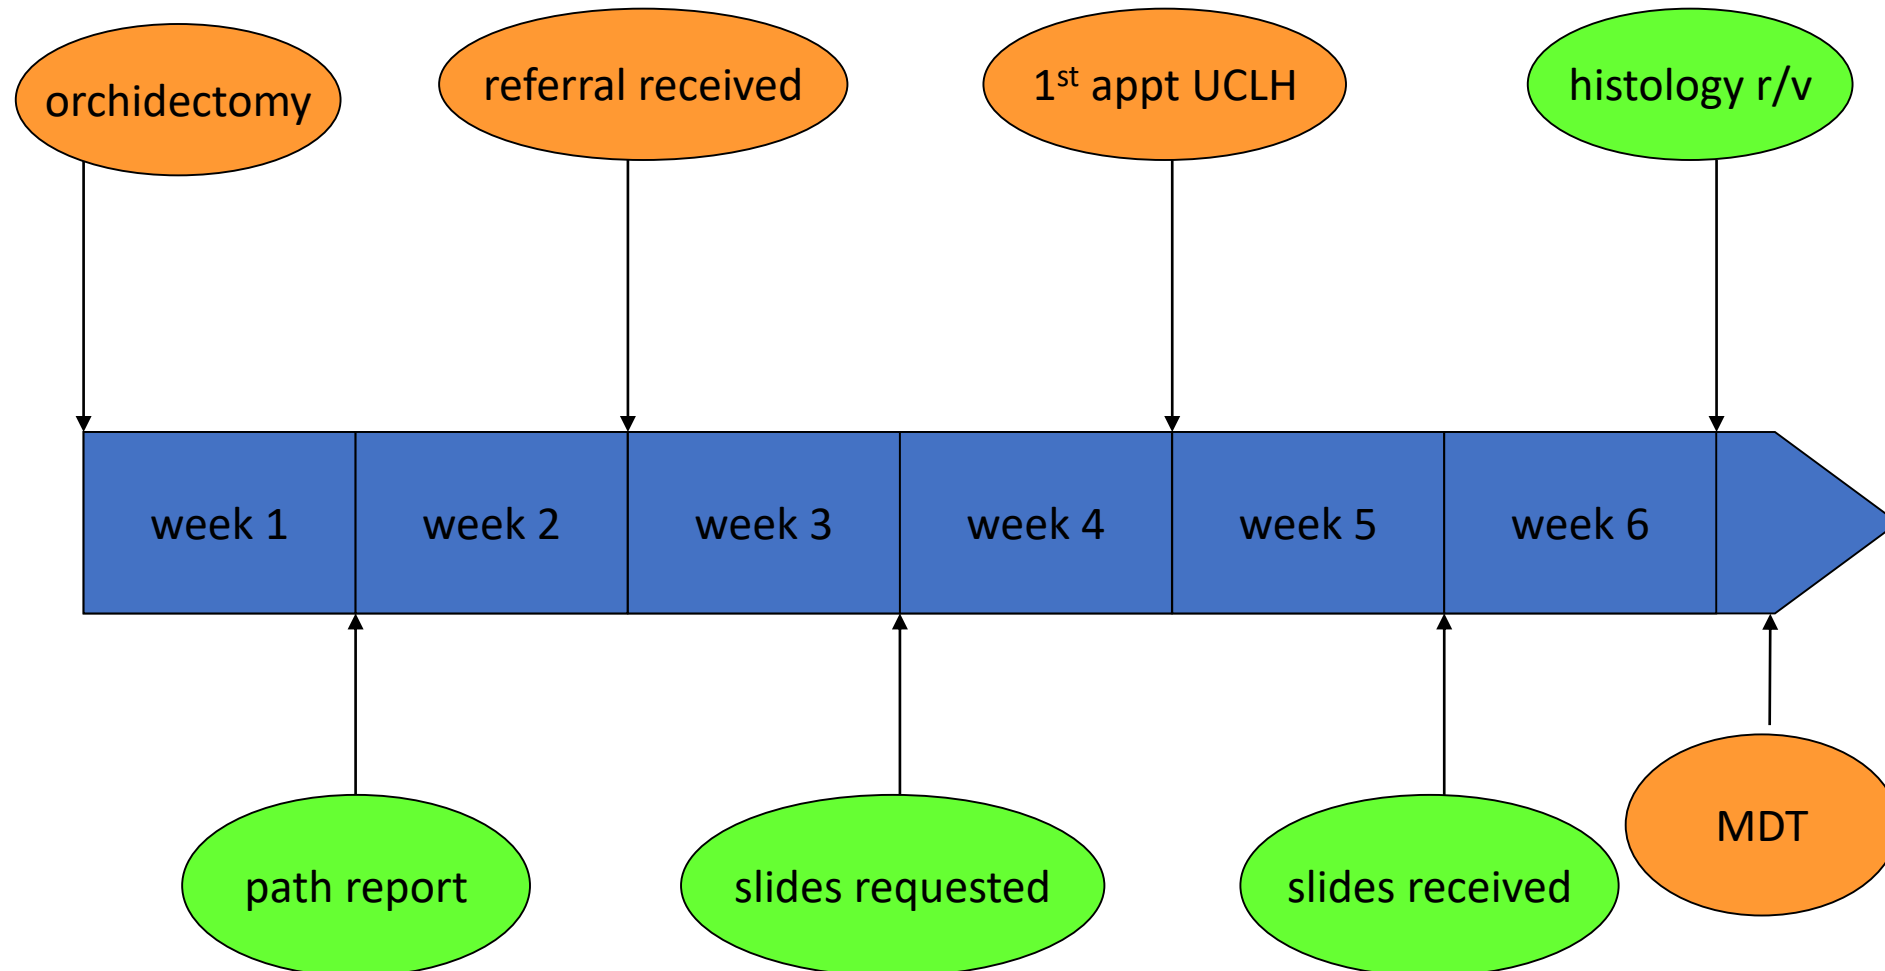 orchidectomy
referral received
1st appt UCLH
histology r/v
week 1
week 2
week 3
week 4
week 5
week 6
path report
slides requested
slides received
MDT